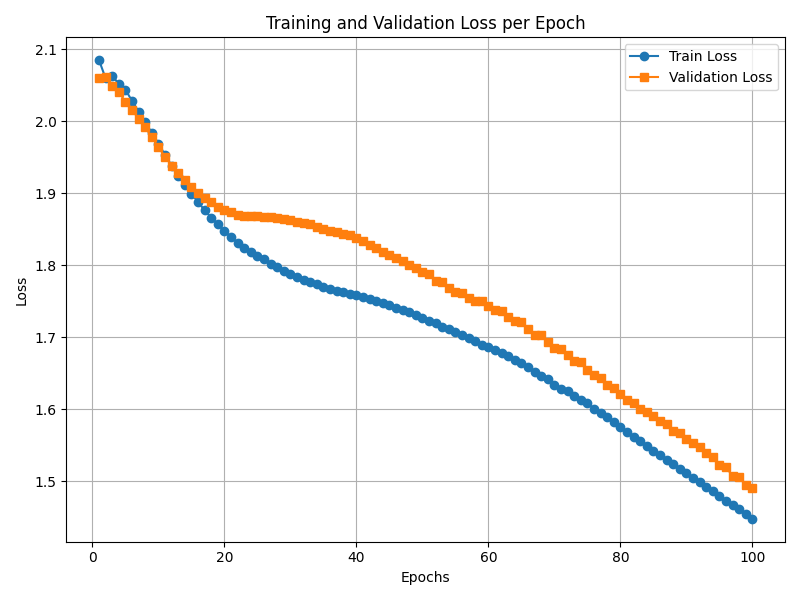 Training and Validation Loss per Epoch
Train Loss
Validation Loss
2.1
2.0
1.9
1.8
1.7
1.6
1.5
Loss
0 20 40 60 80 100
Epochs